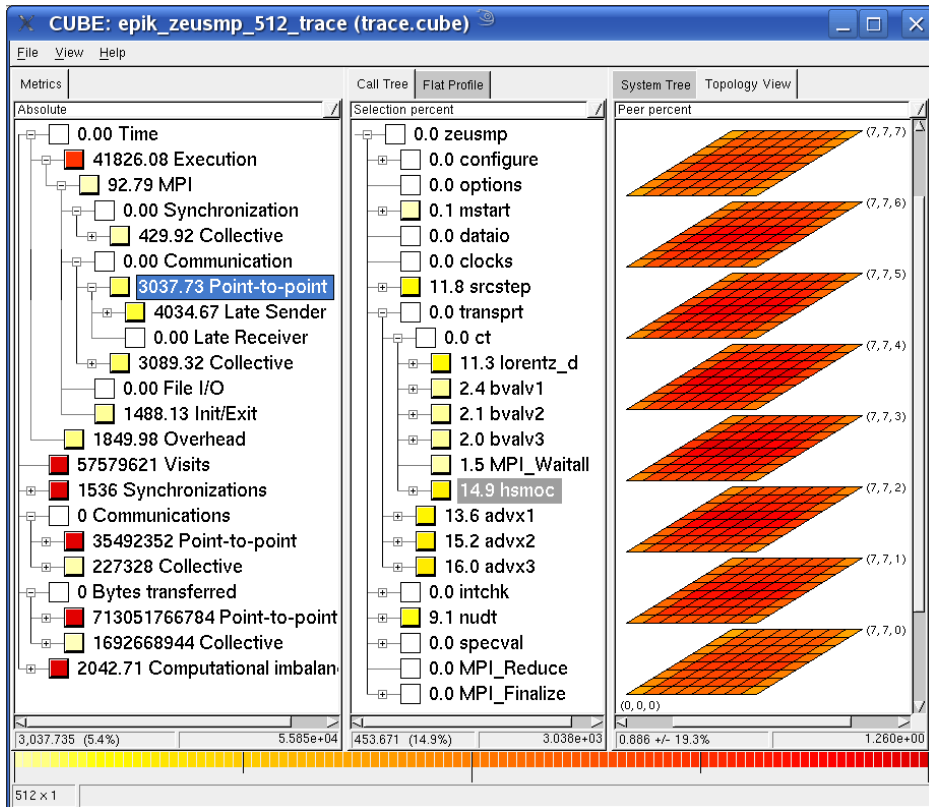 CUBE: epik_zeusmp_512_trace (trace.cube)
File View Help
Metrics
Absolute
0.00 Time
41826.08 Execution
92.79 MPI
0.00 Synchronization
429.92 Collective
0.00 Communication
3037.73 Point-to-point
4034.67 Late Sender
0.00 Late Receiver
3089.32 Collective
0.00 File I/O
1488.13 Init/Exit
1849.98 Overhead
57579621 Visits
1536 Synchronizations
0 Communications
35492352 Point-to-point
227328 Collective
0 Bytes transferred
713051766784 Point-to-point
1692668944 Collective
2042.71 Computational imbalan
3,037.735 (5.4%) 5.585e+04
Call Tree Flat Profile
Selection percent
0.0 zeusmp
0.0 configure
0.0 options
0.1 mstart
0.0 dataio
0.0 clocks
11.8 srcstep
0.0 transprt
0.0 ct
11.3 lorentz_d
2.4 bvalv1
2.1 bvalv2
2.0 bvalv3
1.5 MPI_Waitall
14.9 hsmoc
13.6 advx1
15.2 advx2
16.0 advx3
0.0 intchk
9.1 nudt
0.0 specval
0.0 MPI_Reduce
0.0 MPI_Finalize
453.671 (14.9%) 3.038e+03
System Tree Topology View
Peer percent
(7,7,7)
(7,7,6)
(7,7,5)
(7,7,4)
(7,7,3)
(7,7,2)
(7,7,1)
(7,7,0)
(0,0,0)
0.886 +/- 19.3% 1.260e+00
512 x 1